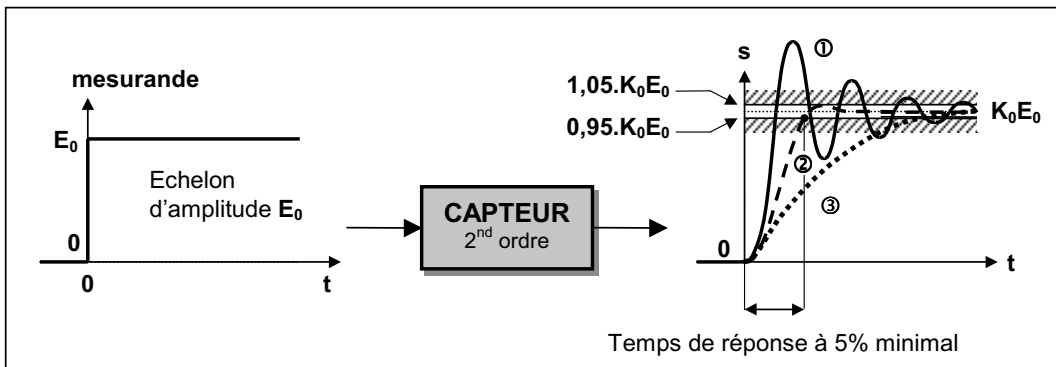 mesurande
E0
Echelon
d’amplitude E0
0
0
t
CAPTEUR
2nd ordre
s
①
1,05.K0E0
K0E0
0,95.K0E0
②
③
0
t
Temps de réponse à 5% minimal